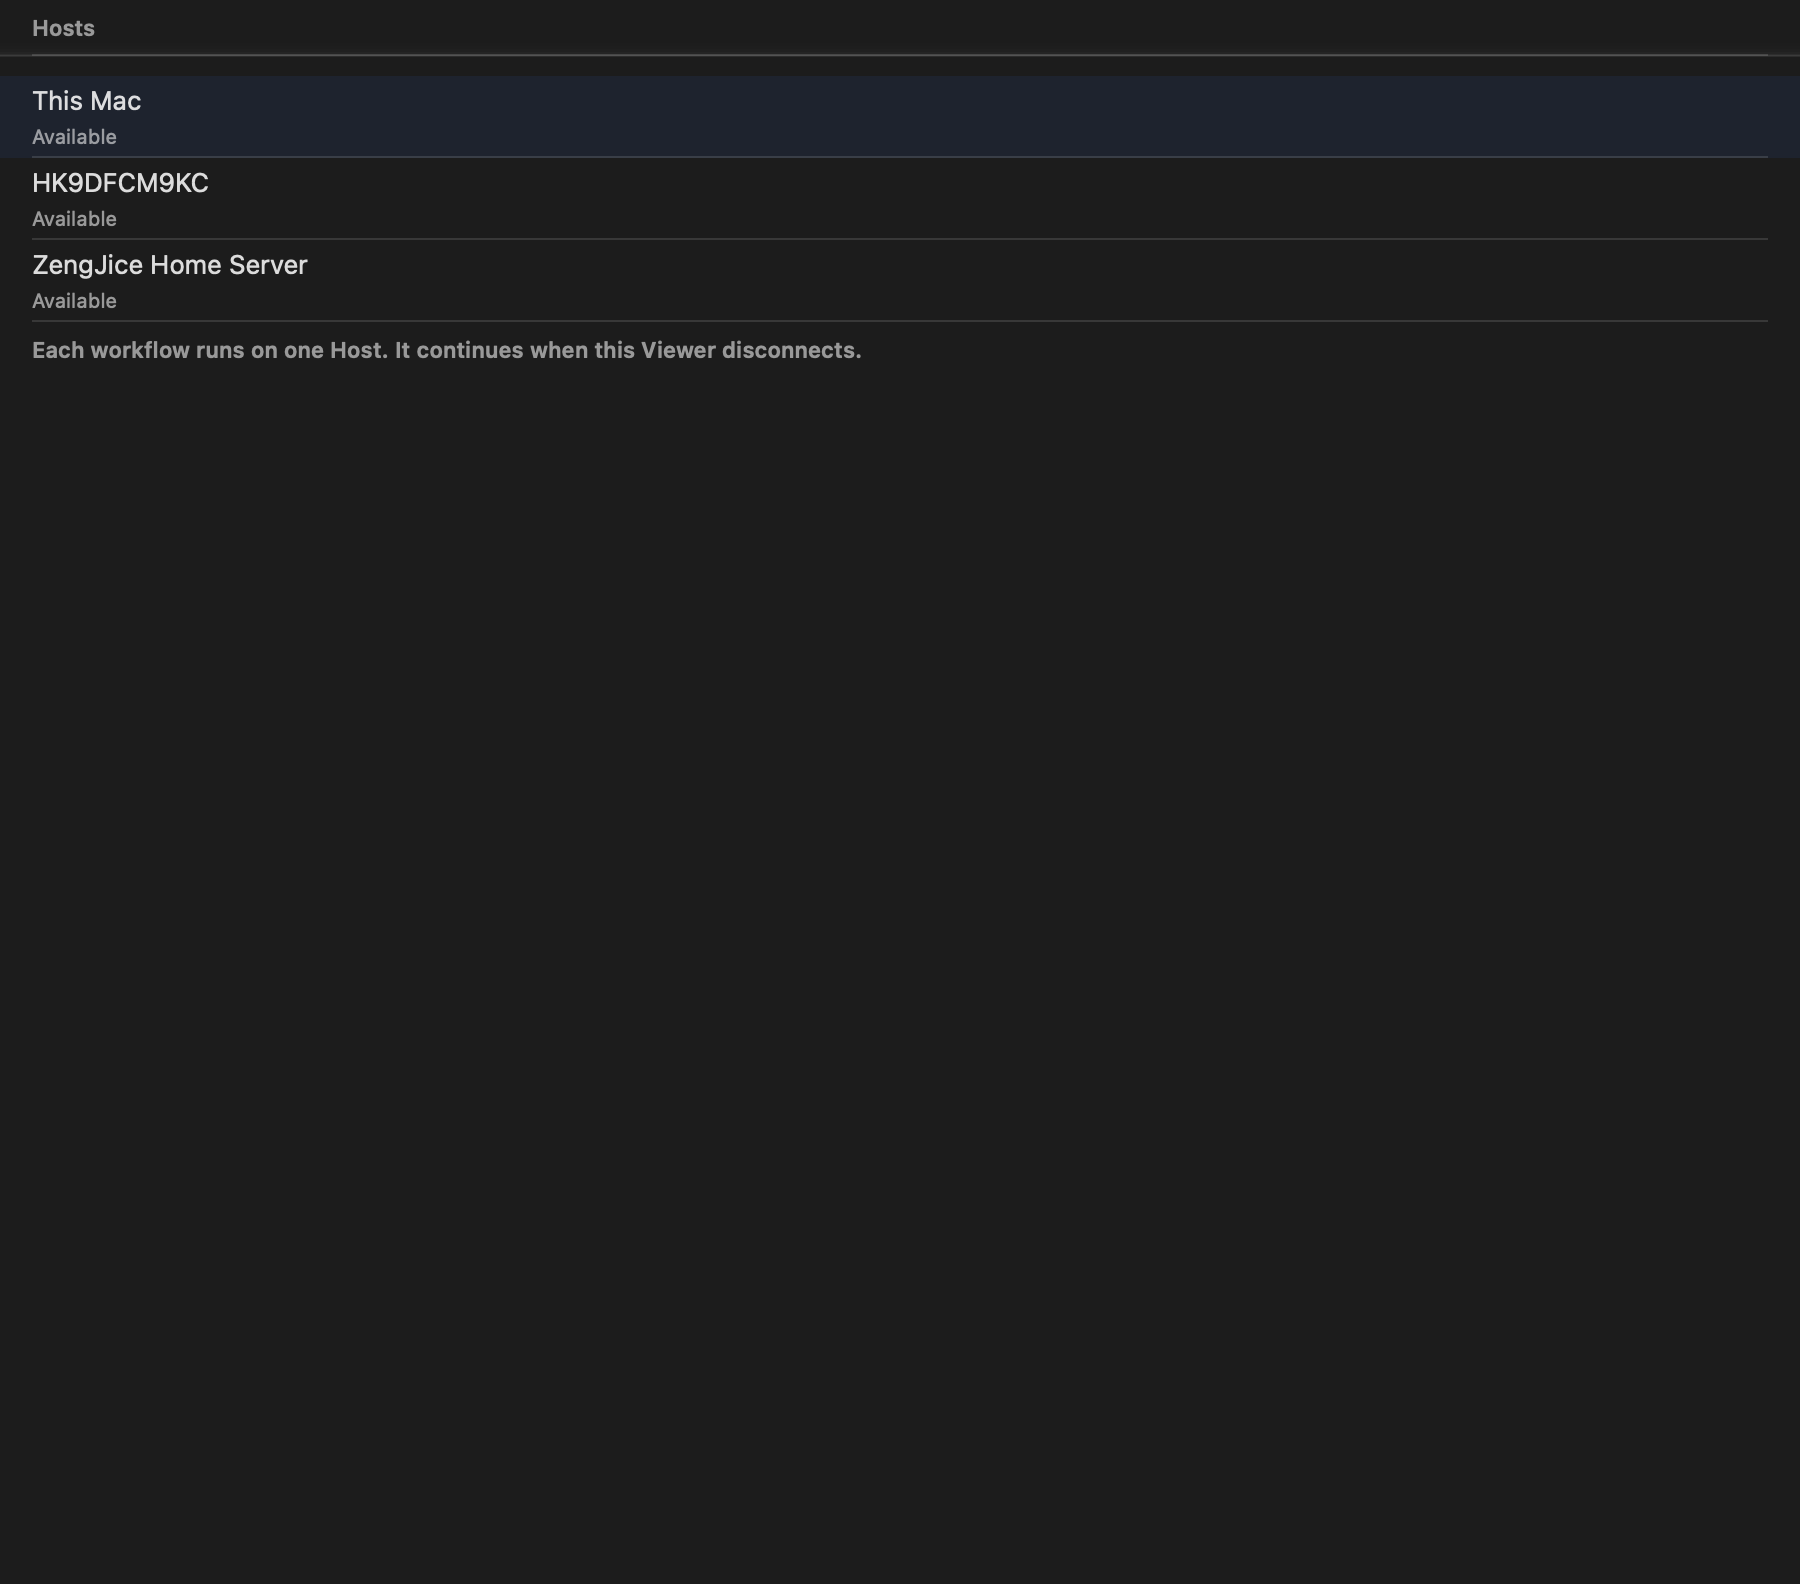 Hosts
This Mac
Available
HK9DFCM9KC
Available
ZengJice Home Server
Available
Each workflow runs on one Host. It continues when this Viewer disconnects.